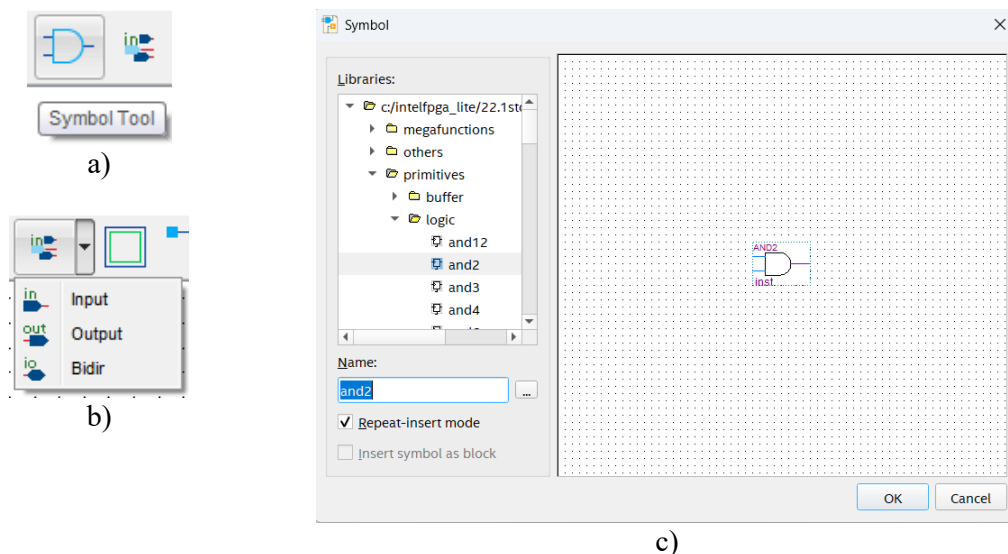 in
Symbol Tool
a)
in
in
Input
out
Output
io
Bidir
b)
Symbol
Libraries:
c:/intelfpga_lite/22.1st
megafunctions
others
primitives
buffer
logic
and12
and2
and3
and4
Name:
and2
...
Repeat-insert mode
Insert symbol as block
AND2
inst
OK
Cancel
c)